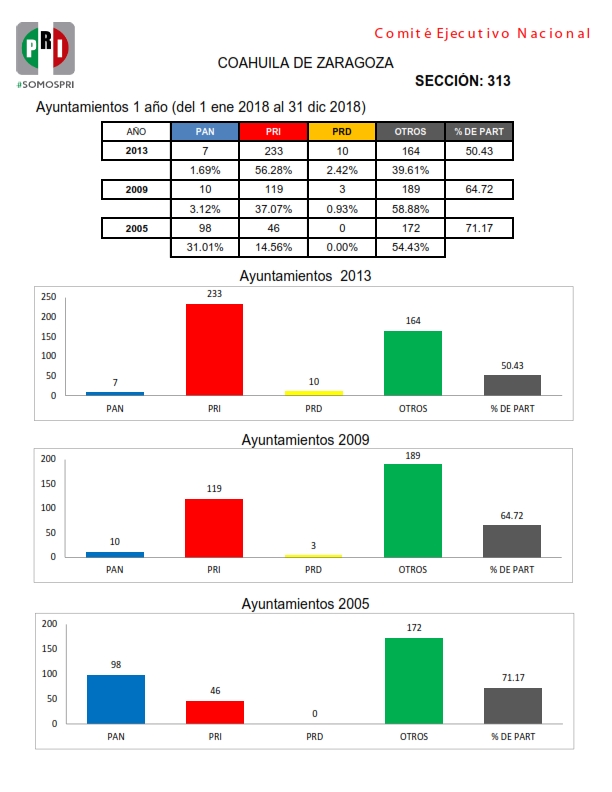 Comité Ejecutivo Nacional
PRI
#SOMOSPRI
COAHUILA DE ZARAGOZA
SECCIÓN: 313
Ayuntamientos 1 año (del 1 ene 2018 al 31 dic 2018)
AÑO PAN PRI PRD OTROS % DE PART
2013 7 233 10 164 50.43
1.69% 56.28% 2.42% 39.61%
2009 10 119 3 189 64.72
3.12% 37.07% 0.93% 58.88%
2005 98 46 0 172 71.17
31.01% 14.56% 0.00% 54.43%
Ayuntamientos 2013
250
200
150
100
50
0
7 233 10 164 50.43
PAN PRI PRD OTROS % DE PART
Ayuntamientos 2009
200
150
100
50
0
10 119 3 189 64.72
PAN PRI PRD OTROS % DE PART
Ayuntamientos 2005
200
150
100
50
0
98 46 0 172 71.17
PAN PRI PRD OTROS % DE PART